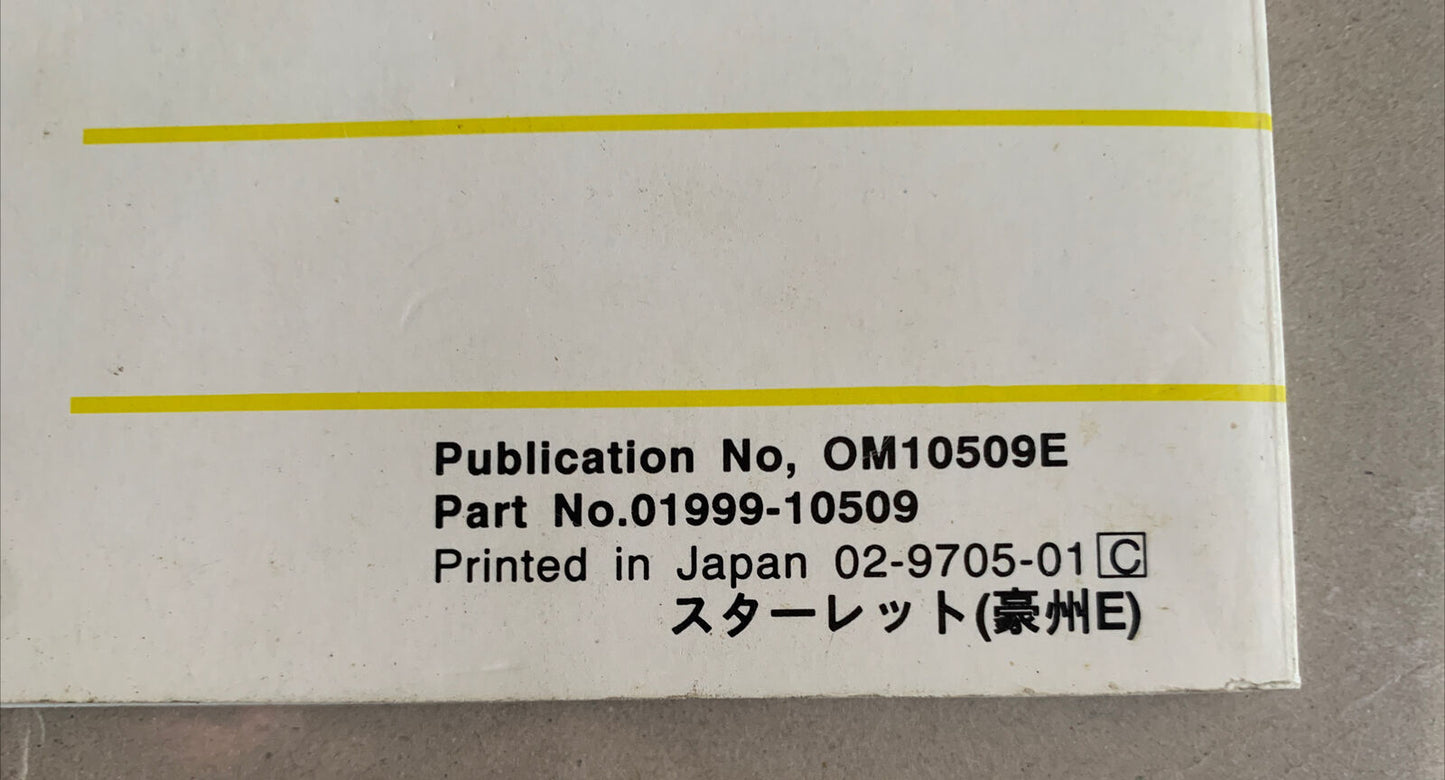 Publication No, OM10509E
Part No.01999-10509
Printed in Japan 02-9705-01 C
スターレット(豪州E)